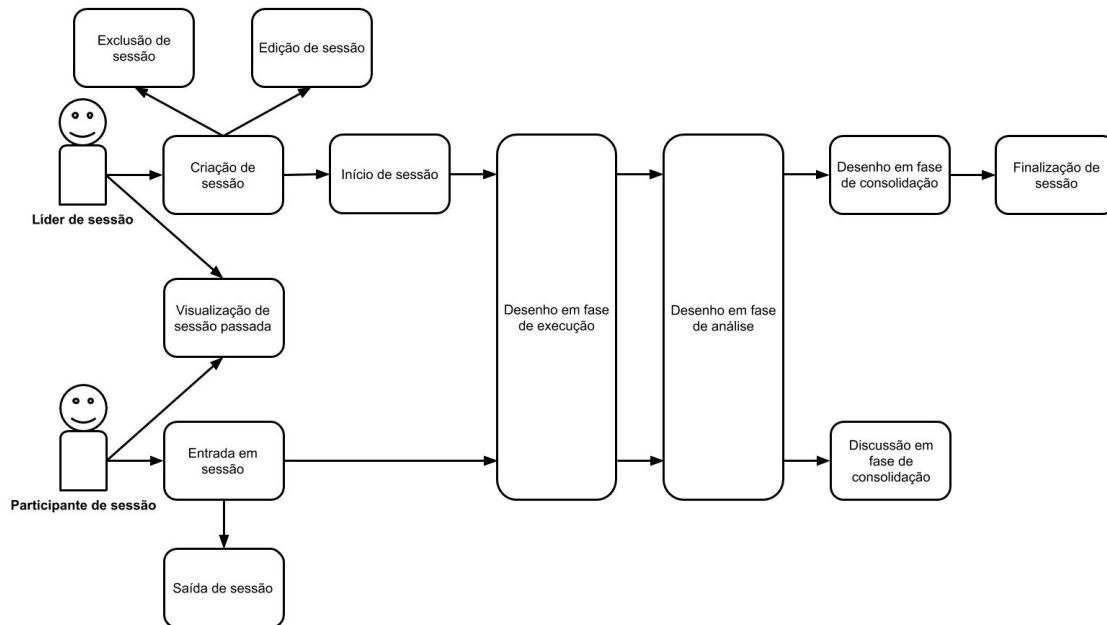 Exclusão de
sessão
Edição de sessão
Criação de
sessão
Início de sessão
Desenho em fase
de consolidação
Finalização de
sessão
Líder de sessão
Visualização de
sessão passada
Desenho em fase
de execução
Desenho em fase
de análise
Entrada em
sessão
Discussão em
fase de
consolidação
Participante de sessão
Saída de sessão